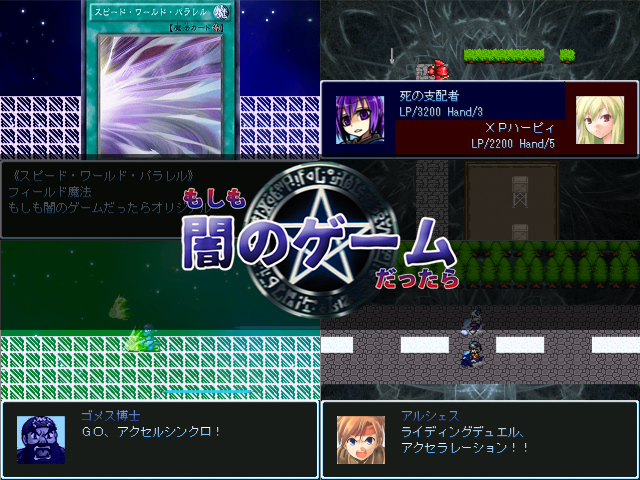 スピード・ワールド・パラレル
【魔法カード】
死の支配者
LP/3200 Hand/3
ＸＰハービィ
LP/2200 Hand/5
《スピード・ワールド・パラレル》
フィールド魔法
もしも闇のゲームだったらオリジナル
もしも
闇のゲーム
だったら
ゴメス博士
ＧＯ、アクセルシンクロ！
アルシェス
ライディングデュエル、
アクセラレーション！！